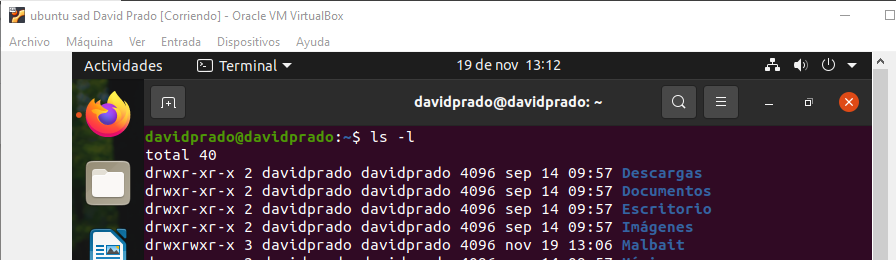 ubuntu sad David Prado [Corriendo] - Oracle VM VirtualBox
Archivo Máquina Ver Entrada Dispositivos Ayuda
Actividades Terminal 19 de nov 13:12
davidprado@davidprado: ~
davidprado@davidprado:~$ ls -l
total 40
drwxr-xr-x 2 davidprado davidprado 4096 sep 14 09:57 Descargas
drwxr-xr-x 2 davidprado davidprado 4096 sep 14 09:57 Documentos
drwxr-xr-x 2 davidprado davidprado 4096 sep 14 09:57 Escritorio
drwxr-xr-x 2 davidprado davidprado 4096 sep 14 09:57 Imágenes
drwxrwxr-x 3 davidprado davidprado 4096 nov 19 13:06 Malbait